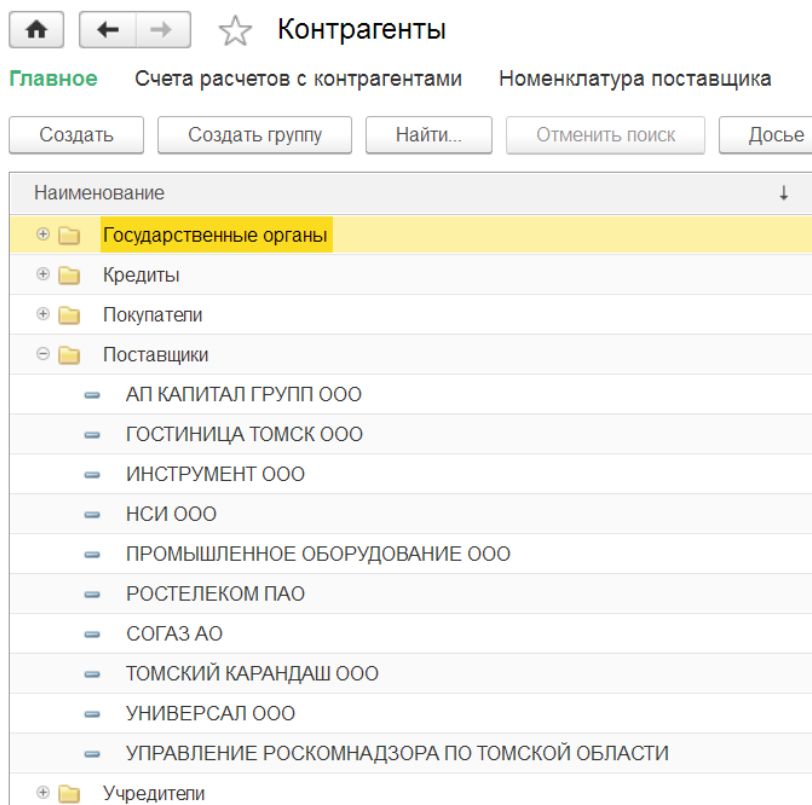 Контрагенты
Главное Счета расчетов с контрагентами Номенклатура поставщика
Создать Создать группу Найти... Отменить поиск Досье
Наименование
Государственные органы
Кредиты
Покупатели
Поставщики
АП КАПИТАЛ ГРУПП ООО
ГОСТИНИЦА ТОМСК ООО
ИНСТРУМЕНТ ООО
НСИ ООО
ПРОМЫШЛЕННОЕ ОБОРУДОВАНИЕ ООО
РОСТЕЛЕКОМ ПАО
СОГАЗ АО
ТОМСКИЙ КАРАНДАШ ООО
УНИВЕРСАЛ ООО
УПРАВЛЕНИЕ РОСКОМНАДЗОРА ПО ТОМСКОЙ ОБЛАСТИ
Учредители